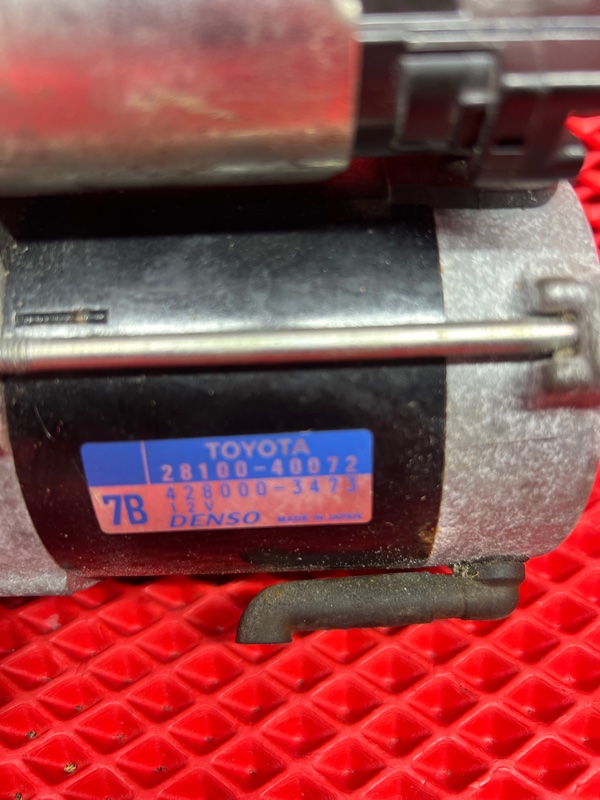 TOYOTA
28100-40072
7B
428000-3473
12V
DENSO MADE IN JAPAN